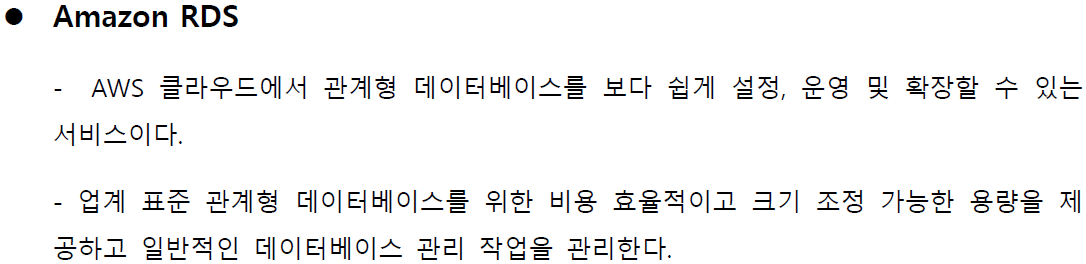 ● Amazon RDS
- AWS 클라우드에서 관계형 데이터베이스를 보다 쉽게 설정, 운영 및 확장할 수 있는
서비스이다.
- 업계 표준 관계형 데이터베이스를 위한 비용 효율적이고 크기 조정 가능한 용량을 제
공하고 일반적인 데이터베이스 관리 작업을 관리한다.